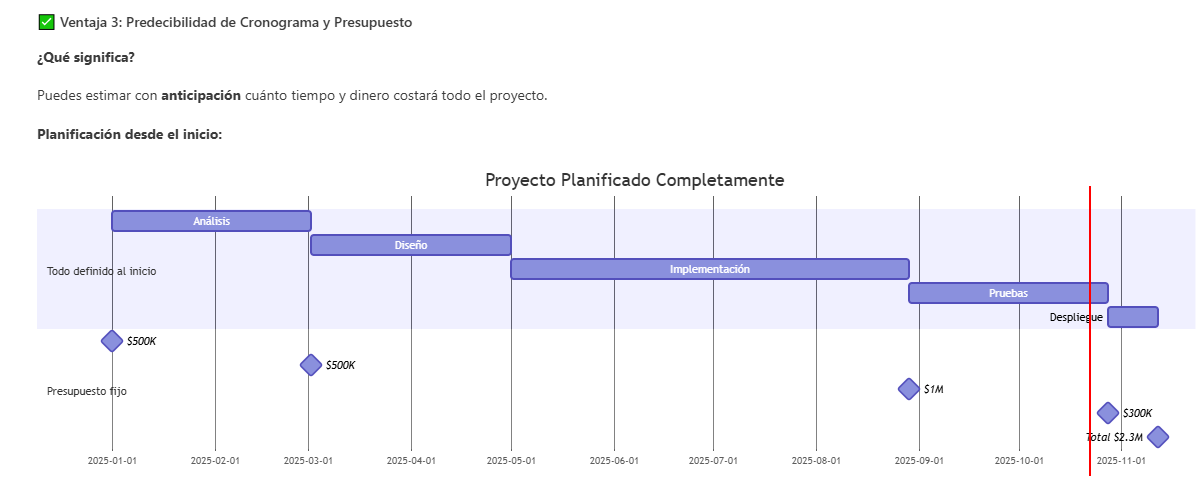 ✅ Ventaja 3: Predecibilidad de Cronograma y Presupuesto
¿Qué significa?
Puedes estimar con anticipación cuánto tiempo y dinero costará todo el proyecto.
Planificación desde el inicio:
Proyecto Planificado Completamente
Análisis
Diseño
Todo definido al inicio
Implementación
Pruebas
Despliegue
$500K
$500K
Presupuesto fijo
$1M
$300K
Total $2.3M
2025-01-01 2025-02-01 2025-03-01 2025-04-01 2025-05-01 2025-06-01 2025-07-01 2025-08-01 2025-09-01 2025-10-01 2025-11-01